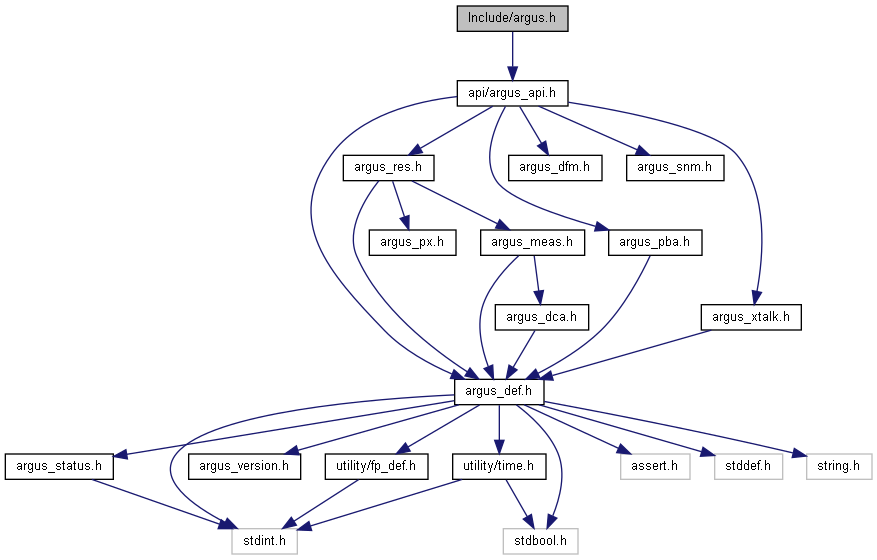 Include/argus.h
api/argus_api.h
argus_res.h
argus_dfm.h
argus_snm.h
argus_px.h
argus_meas.h
argus_pba.h
argus_dca.h
argus_xtalk.h
argus_def.h
argus_status.h
argus_version.h
utility/fp_def.h
utility/time.h
assert.h
stddef.h
string.h
stdint.h
stdbool.h